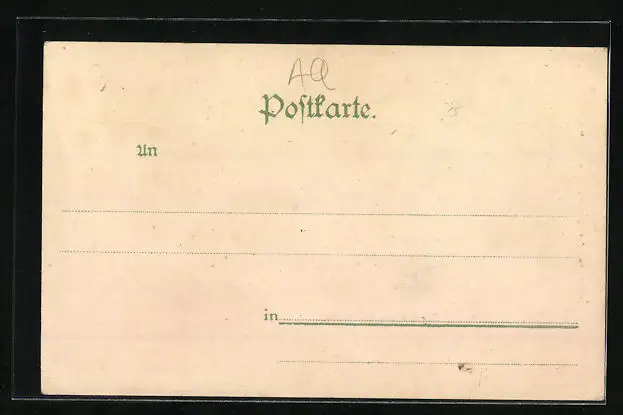 AQ
Postkarte.
An
in